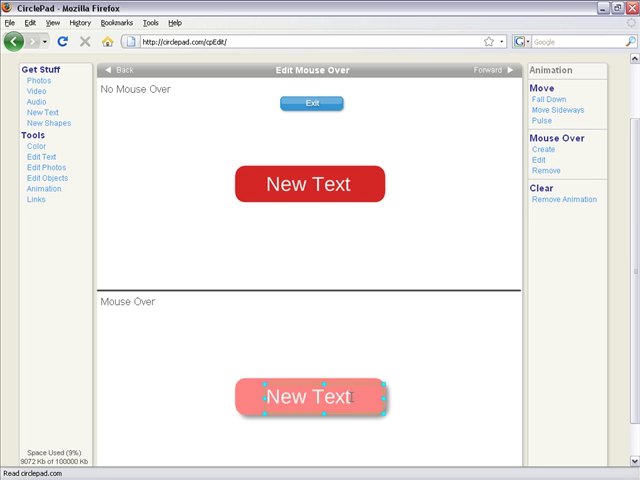 CirclePad - Mozilla Firefox
File Edit View History Bookmarks Tools Help
http://circlepad.com/cpEdit/
Google
Get Stuff
Photos
Video
Audio
New Text
New Shapes
Tools
Color
Edit Text
Edit Photos
Edit Objects
Animation
Links
Space Used (9%)
9072 Kb of 100000 Kb
Back
Edit Mouse Over
Forward
No Mouse Over
Exit
New Text
Mouse Over
New Text
Animation
Move
Fall Down
Move Sideways
Pulse
Mouse Over
Create
Edit
Remove
Clear
Remove Animation
Read circlepad.com